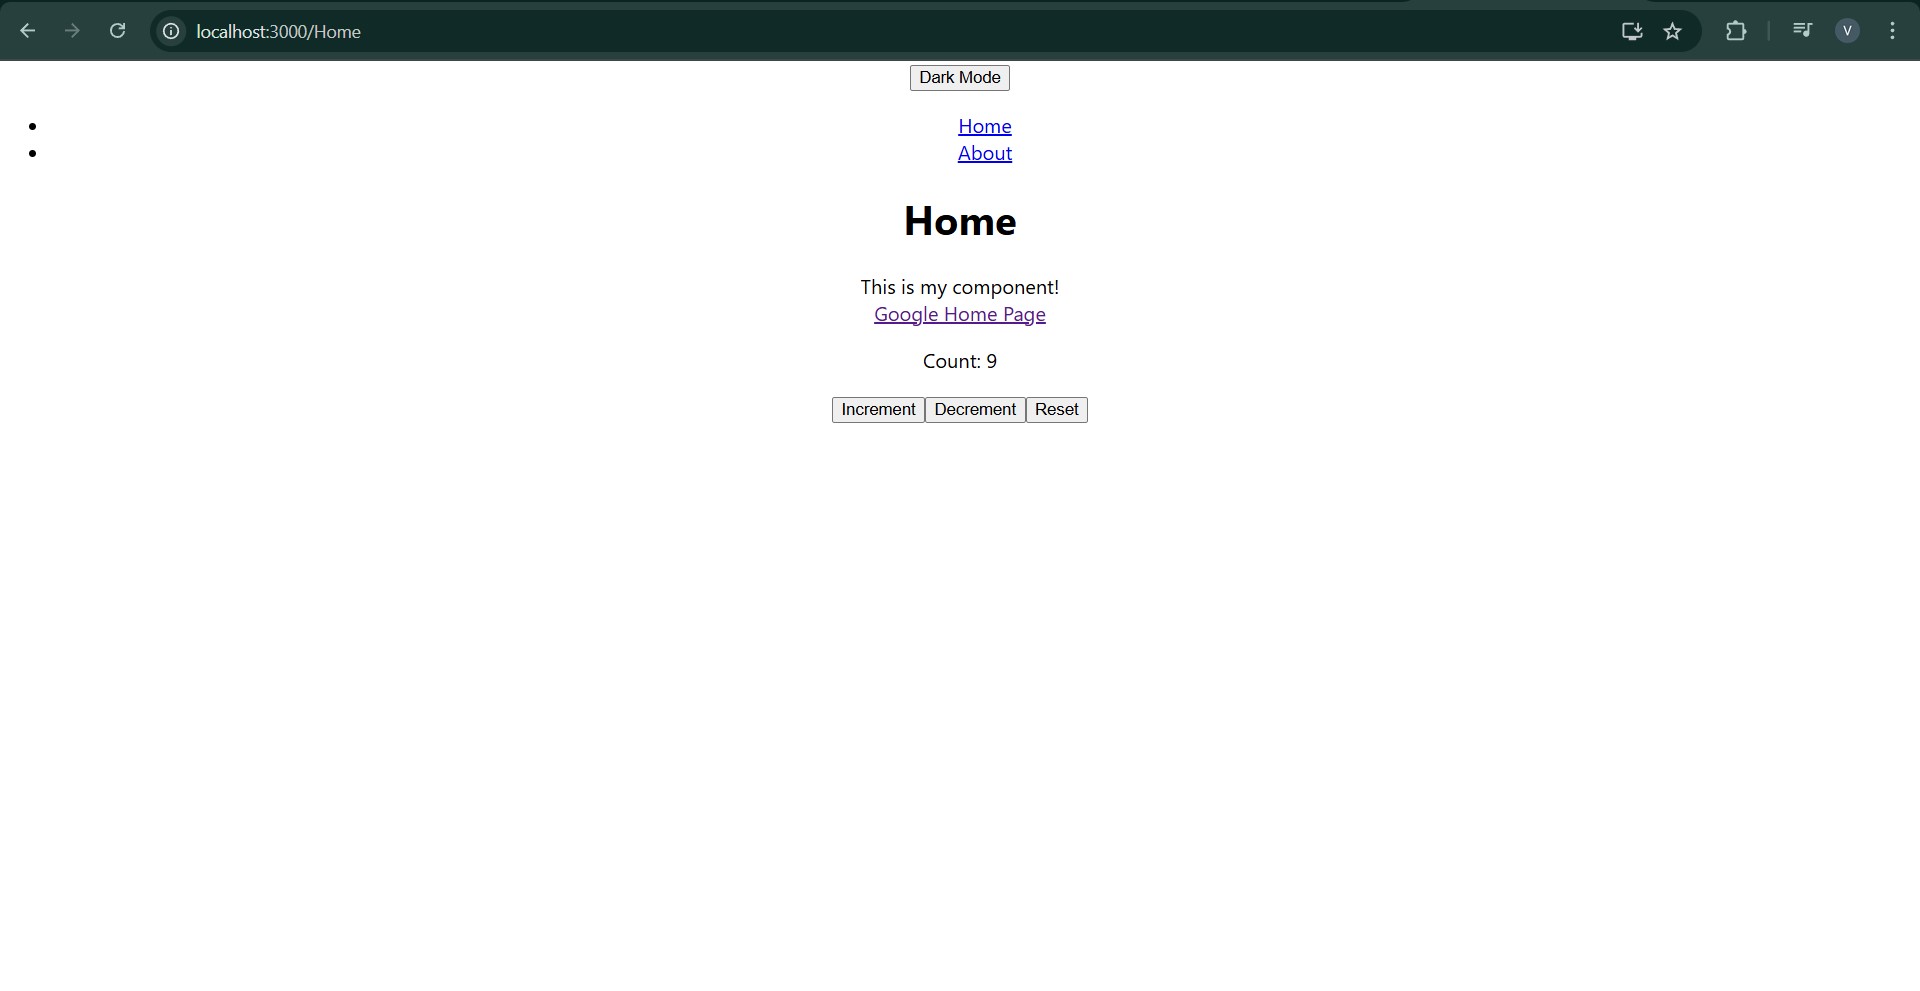 localhost:3000/Home
V
Dark Mode
Home
About
Home
This is my component!
Google Home Page
Count: 9
Increment Decrement Reset